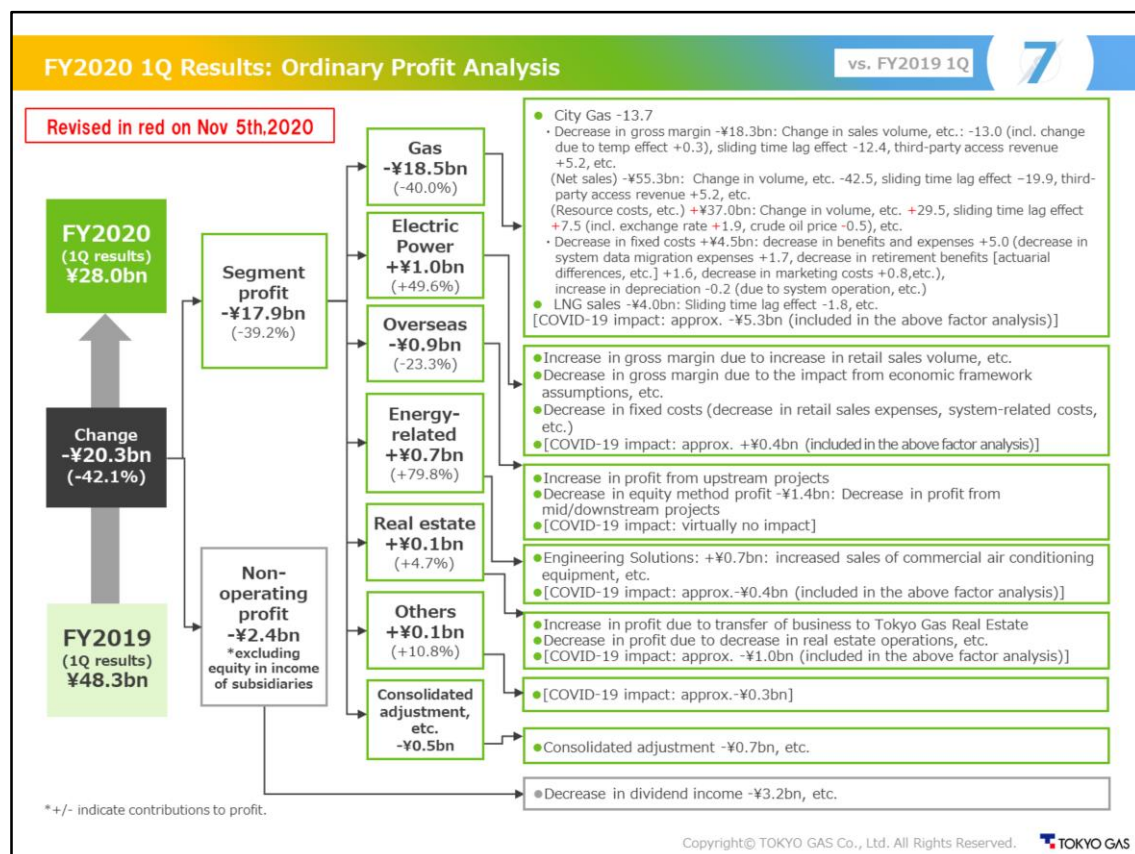 FY2020 1Q Results: Ordinary Profit Analysis
vs. FY2019 1Q
7
Revised in red on Nov 5th,2020
FY2020
(1Q results)
¥28.0bn
Change
-¥20.3bn
(-42.1%)
FY2019
(1Q results)
¥48.3bn
Segment
profit
-¥17.9bn
(-39.2%)
Non-
operating
profit
-¥2.4bn
*excluding
equity in income
of subsidiaries
Gas
-¥18.5bn
(-40.0%)
Electric
Power
+¥1.0bn
(+49.6%)
Overseas
-¥0.9bn
(-23.3%)
Energy-
related
+¥0.7bn
(+79.8%)
Real estate
+¥0.1bn
(+4.7%)
Others
+¥0.1bn
(+10.8%)
Consolidated
adjustment,
etc.
-¥0.5bn
● City Gas -13.7
・Decrease in gross margin -¥18.3bn: Change in sales volume, etc.: -13.0 (incl. change
due to temp effect +0.3), sliding time lag effect -12.4, third-party access revenue
+5.2, etc.
(Net sales) -¥55.3bn: Change in volume, etc. -42.5, sliding time lag effect –19.9, third-
party access revenue +5.2, etc.
(Resource costs, etc.) +¥37.0bn: Change in volume, etc. +29.5, sliding time lag effect
+7.5 (incl. exchange rate +1.9, crude oil price -0.5), etc.
・Decrease in fixed costs +¥4.5bn: decrease in benefits and expenses +5.0 (decrease in
system data migration expenses +1.7, decrease in retirement benefits [actuarial
differences, etc.] +1.6, decrease in marketing costs +0.8,etc.),
increase in depreciation -0.2 (due to system operation, etc.)
● LNG sales -¥4.0bn: Sliding time lag effect -1.8, etc.
[COVID-19 impact: approx. -¥5.3bn (included in the above factor analysis)]
●Increase in gross margin due to increase in retail sales volume, etc.
●Decrease in gross margin due to the impact from economic framework
assumptions, etc.
●Decrease in fixed costs (decrease in retail sales expenses, system-related costs,
etc.)
●[COVID-19 impact: approx. +¥0.4bn (included in the above factor analysis)]
●Increase in profit from upstream projects
●Decrease in equity method profit -¥1.4bn: Decrease in profit from
mid/downstream projects
●[COVID-19 impact: virtually no impact]
●Engineering Solutions: +¥0.7bn: increased sales of commercial air conditioning
equipment, etc.
●[COVID-19 impact: approx.-¥0.4bn (included in the above factor analysis)]
●Increase in profit due to transfer of business to Tokyo Gas Real Estate
●Decrease in profit due to decrease in real estate operations, etc.
●[COVID-19 impact: approx. -¥1.0bn (included in the above factor analysis)]
●[COVID-19 impact: approx.-¥0.3bn]
●Consolidated adjustment -¥0.7bn, etc.
●Decrease in dividend income -¥3.2bn, etc.
*+/- indicate contributions to profit.
Copyright© TOKYO GAS Co., Ltd. All Rights Reserved.
TOKYO GAS